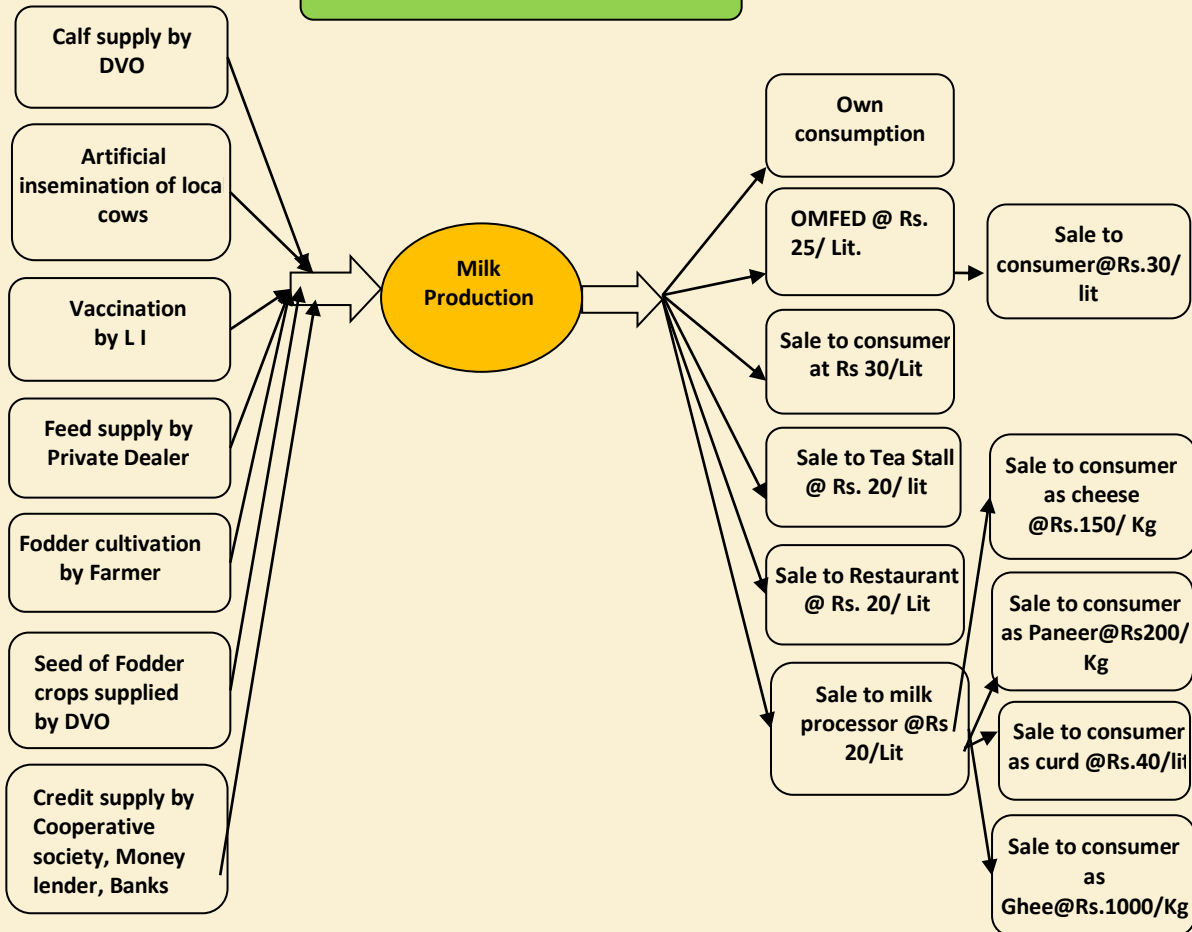 Calf supply by
DVO
Artificial
insemination of loca
cows
Vaccination
by L I
Feed supply by
Private Dealer
Fodder cultivation
by Farmer
Seed of Fodder
crops supplied
by DVO
Credit supply by
Cooperative
society, Money
lender, Banks
Milk
Production
Own
consumption
OMFED @ Rs.
25/ Lit.
Sale to consumer
at Rs 30/Lit
Sale to Tea Stall
@ Rs. 20/ lit
Sale to Restaurant
@ Rs. 20/ Lit
Sale to milk
processor @Rs
20/Lit
Sale to
consumer@Rs.30/
lit
Sale to consumer
as cheese
@Rs.150/ Kg
Sale to consumer
as Paneer@Rs200/
Kg
Sale to consumer
as curd @Rs.40/lit
Sale to consumer
as
Ghee@Rs.1000/Kg